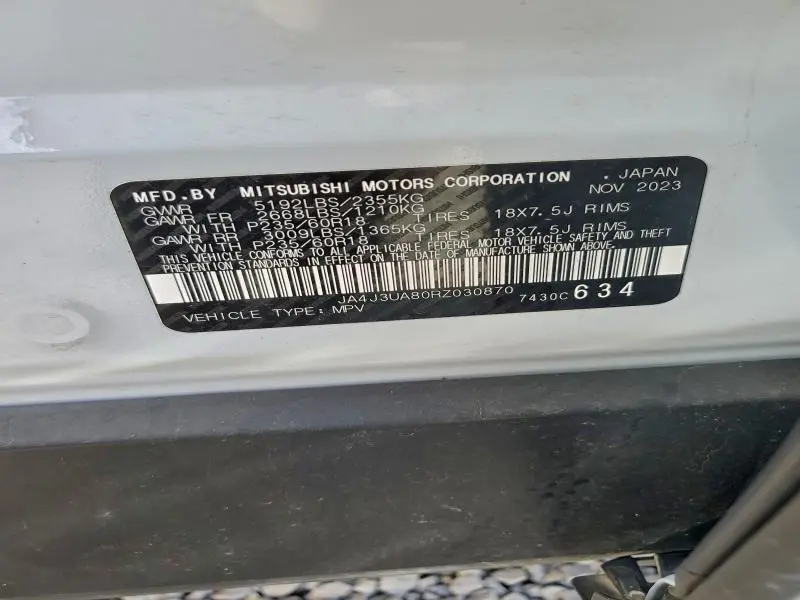 MFD.BY MITSUBISHI MOTORS CORPORATION . JAPAN
GVWR 5192LBS/2355KG NOV 2023
GAWR FR 2668LBS/1210KG
WITH P235/60R18 TIRES 18X7.5J RIMS
GAWR RR 3009LBS/1365KG
WITH P235/60R18 TIRES 18X7.5J RIMS
THIS VEHICLE CONFORMS TO ALL APPLICABLE FEDERAL MOTOR VEHICLE SAFETY AND THEFT
PREVENTION STANDARDS IN EFFECT ON THE DATE OF MANUFACTURE SHOWN ABOVE.
JA4J3UA80RZ030870 7430C 634
VEHICLE TYPE: MPV